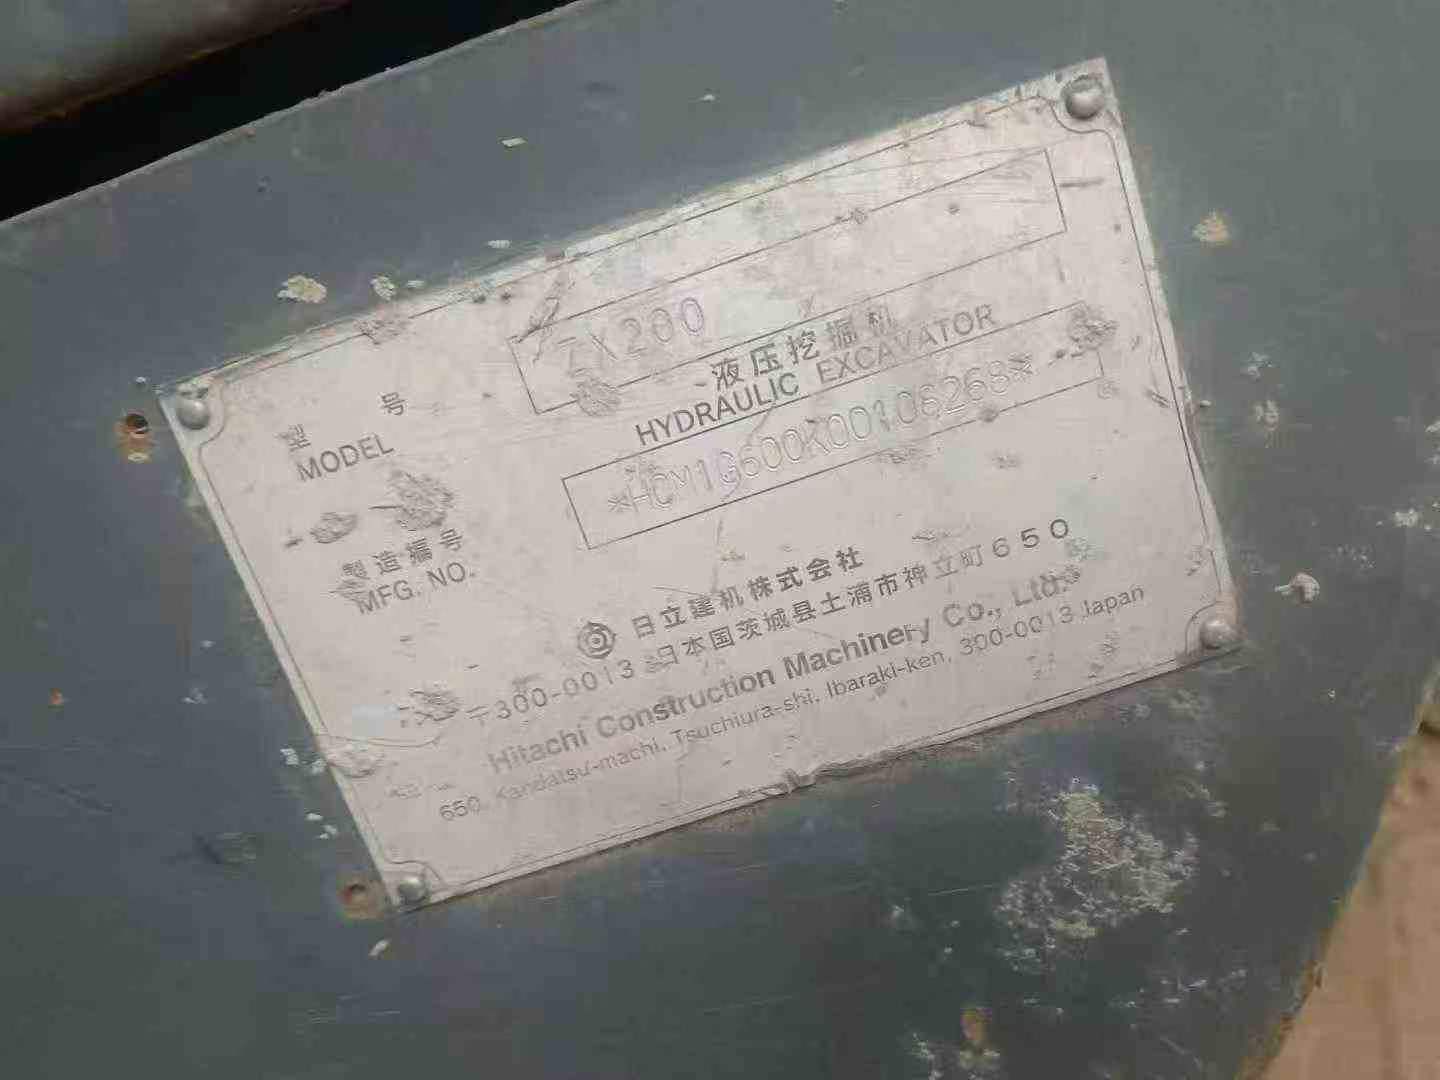 型 号
MODEL
ZX200
液压挖掘机
HYDRAULIC EXCAVATOR
製造編号
MFG. NO.
*HCM1G600K00106268*
日立建机株式会社
〒300-0013 日本国茨城县土浦市神立町650
Hitachi Construction Machinery Co., Ltd.
650, Kandatsu-machi, Tsuchiura-shi, Ibaraki-ken, 300-0013 Japan